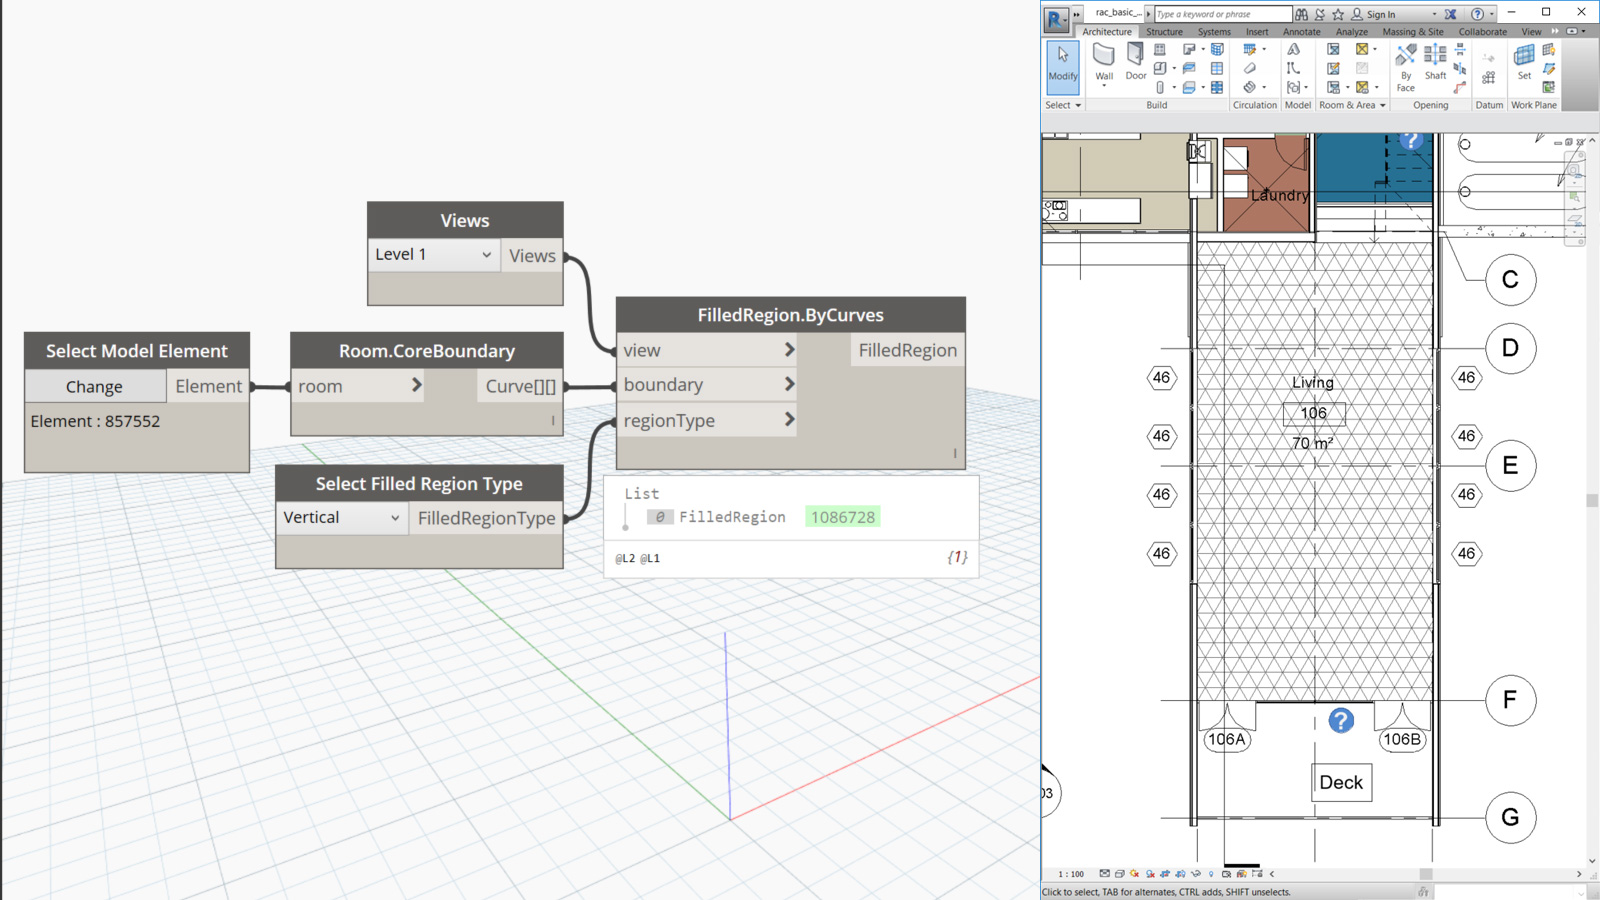 Views
Level 1
Views
Select Model Element
Change
Element
Element : 857552
Room.CoreBoundary
room
Curve[][]
Select Filled Region Type
Vertical
FilledRegionType
FilledRegion.ByCurves
view
FilledRegion
boundary
regionType
List
0 FilledRegion 1086728
@L2 @L1
{1}
rac_basic_...
Type a keyword or phrase
Sign In
Architecture Structure Systems Insert Annotate Analyze Massing & Site Collaborate View
Modify
Wall
Door
By Face
Shaft
Set
Select
Build
Circulation
Model
Room & Area
Opening
Datum
Work Plane
Laundry
C
D
Living
46
46
106
46
46
70 m²
E
46
46
46
46
F
106A
106B
Deck
03
G
1 : 100
Click to select, TAB for alternates, CTRL adds, SHIFT unselects.